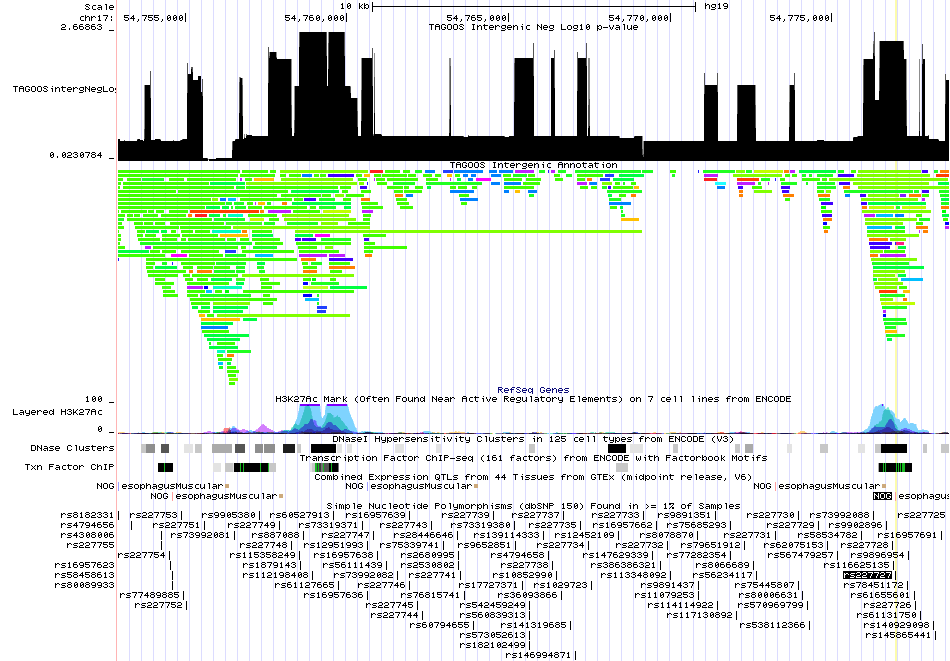 Scale 10 kb hg19
chr17: 54,755,000 54,760,000 54,765,000 54,770,000 54,775,000
TAGOOS Intergenic Neg Log10 p-value
2.66863 _
TAGOOSintergNegLo
0.0230784 _
TAGOOS Intergenic Annotation
RefSeq Genes
100 _ H3K27Ac Mark (Often Found Near Active Regulatory Elements) on 7 cell lines from ENCODE
Layered H3K27Ac
0 _
DNaseI Hypersensitivity Clusters in 125 cell types from ENCODE (V3)
DNase Clusters
Transcription Factor ChIP-seq (161 factors) from ENCODE with Factorbook Motifs
Txn Factor ChIP
Combined Expression QTLs from 44 Tissues from GTEx (midpoint release, V6)
NOG esophagusMuscular NOG esophagusMuscular NOG esophagusMuscular
NOG esophagusMuscular NOG esophagus
Simple Nucleotide Polymorphisms (dbSNP 150) Found in >= 1% of Samples
rs8182331 rs227753 rs9905380 rs60527913 rs16957639 rs227739 rs227737 rs227733 rs9891351 rs227730 rs73992088 rs227725
rs4794656 rs227751 rs227749 rs73319371 rs227743 rs73319380 rs227735 rs16957662 rs75685293 rs227729 rs9902896
rs4308006 rs73992081 rs887088 rs227747 rs28446646 rs139114333 rs12452109 rs8078870 rs227731 rs58534782 rs16957691
rs227755 rs227748 rs12951993 rs75339741 rs9652851 rs227734 rs227732 rs79651912 rs62075153 rs227728
rs227754 rs115358249 rs16957638 rs2680995 rs4794658 rs147629339 rs77282354 rs567479257 rs9896954
rs16957623 rs1879143 rs56111439 rs2530802 rs227738 rs386386321 rs8066689 rs116625135
rs58458613 rs112198408 rs73992082 rs227741 rs10852990 rs113348092 rs56234117 rs227727
rs80089933 rs61127665 rs227746 rs17727371 rs1029723 rs9891437 rs75445807 rs78451172
rs77489885 rs16957636 rs76815741 rs36093866 rs11079253 rs80006631 rs61655601
rs227752 rs227745 rs542459249 rs114114922 rs570969799 rs227726
rs227744 rs560839313 rs117130892 rs61131750
rs60794655 rs141319685 rs538112366 rs140929098
rs573052613 rs145865441
rs182102499
rs146994871